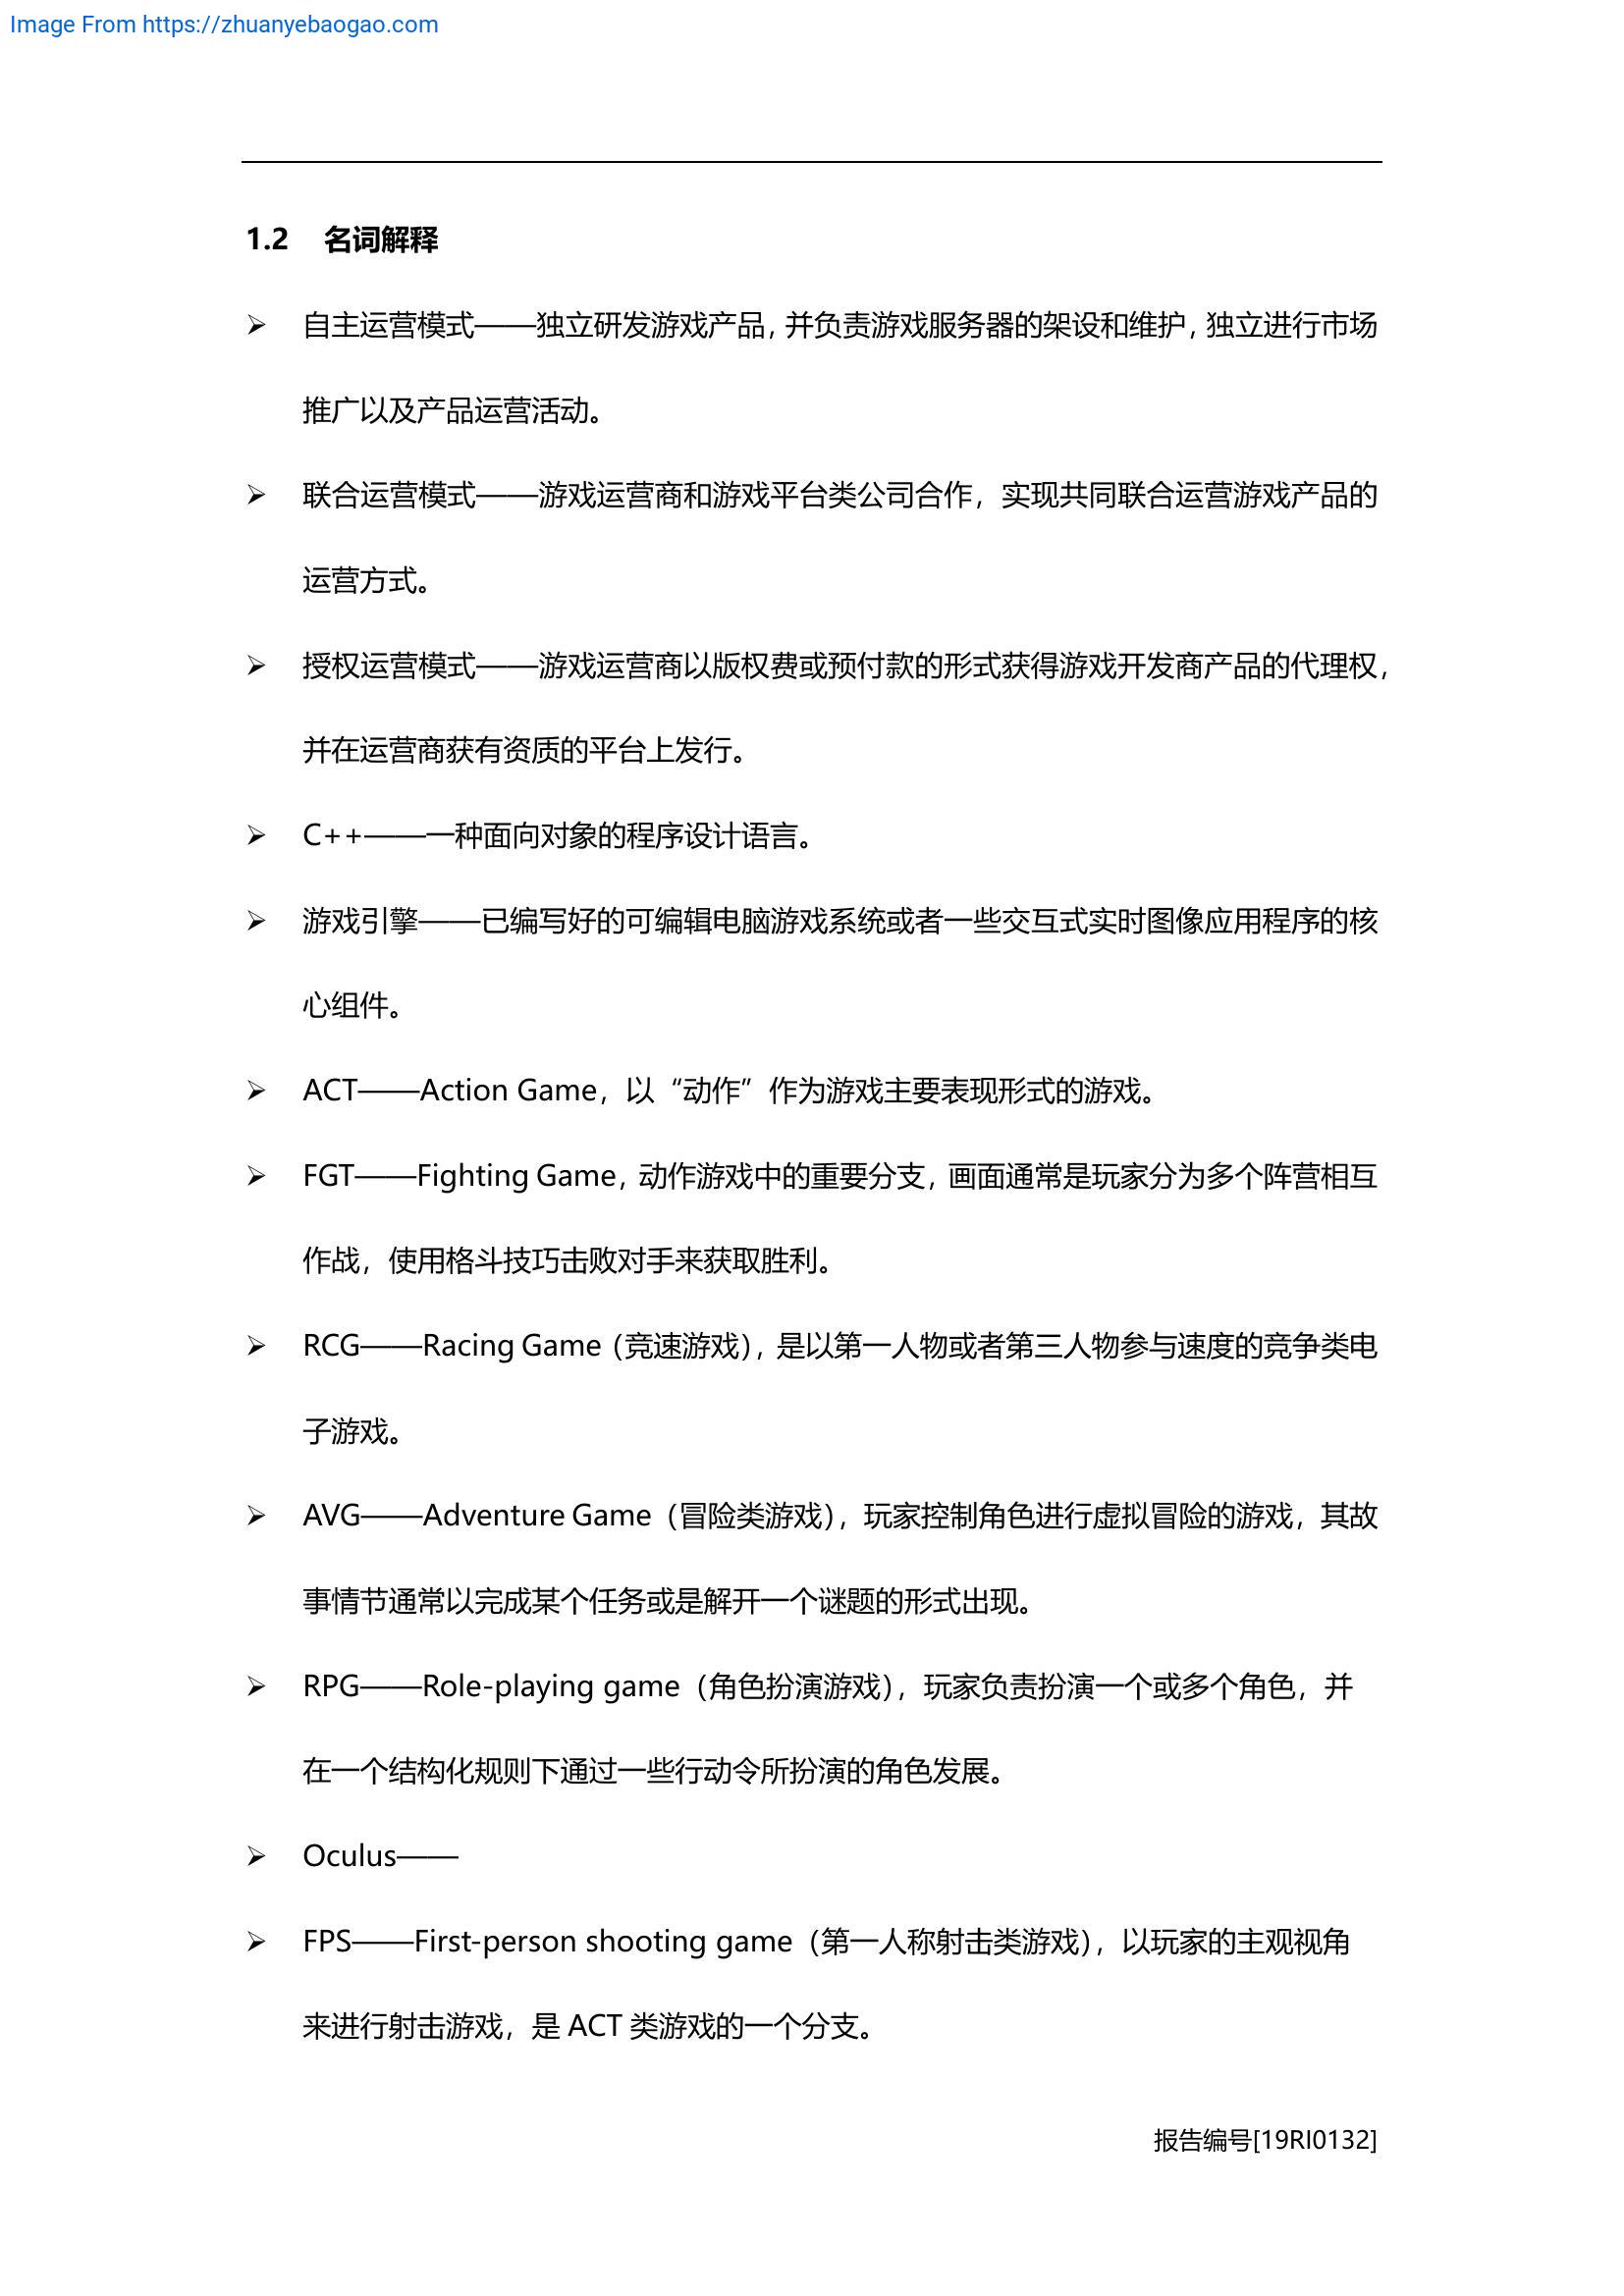 Image From https://zhuanyebaogao.com
1.2 名词解释
➢ 自主运营模式——独立研发游戏产品，并负责游戏服务器的架设和维护，独立进行市场
推广以及产品运营活动。
➢ 联合运营模式——游戏运营商和游戏平台类公司合作，实现共同联合运营游戏产品的
运营方式。
➢ 授权运营模式——游戏运营商以版权费或预付款的形式获得游戏开发商产品的代理权，
并在运营商获有资质的平台上发行。
➢ C++——一种面向对象的程序设计语言。
➢ 游戏引擎——已编写好的可编辑电脑游戏系统或者一些交互式实时图像应用程序的核
心组件。
➢ ACT——Action Game，以“动作”作为游戏主要表现形式的游戏。
➢ FGT——Fighting Game，动作游戏中的重要分支，画面通常是玩家分为多个阵营相互
作战，使用格斗技巧击败对手来获取胜利。
➢ RCG——Racing Game（竞速游戏），是以第一人物或者第三人物参与速度的竞争类电
子游戏。
➢ AVG——Adventure Game（冒险类游戏），玩家控制角色进行虚拟冒险的游戏，其故
事情节通常以完成某个任务或是解开一个谜题的形式出现。
➢ RPG——Role-playing game（角色扮演游戏），玩家负责扮演一个或多个角色，并
在一个结构化规则下通过一些行动令所扮演的角色发展。
➢ Oculus——
➢ FPS——First-person shooting game（第一人称射击类游戏），以玩家的主观视角
来进行射击游戏，是 ACT 类游戏的一个分支。
报告编号[19RI0132]